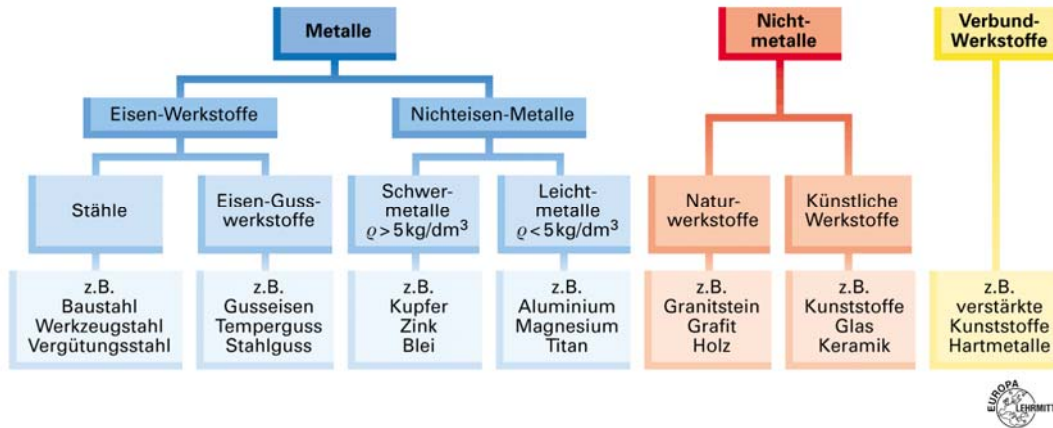 Metalle
Nicht-
metalle
Verbund-
Werkstoffe
Eisen-Werkstoffe
Nichteisen-Metalle
Stähle
Eisen-Guss-
werkstoffe
Schwer-
metalle
ϱ > 5 kg/dm³
Leicht-
metalle
ϱ < 5 kg/dm³
Natur-
werkstoffe
Künstliche
Werkstoffe
z.B.
Baustahl
Werkzeugstahl
Vergütungsstahl
z.B.
Gusseisen
Temperguss
Stahlguss
z.B.
Kupfer
Zink
Blei
z.B.
Aluminium
Magnesium
Titan
z.B.
Granitstein
Grafit
Holz
z.B.
Kunststoffe
Glas
Keramik
z.B.
verstärkte
Kunststoffe
Hartmetalle
EUROPA
LEHRMITT